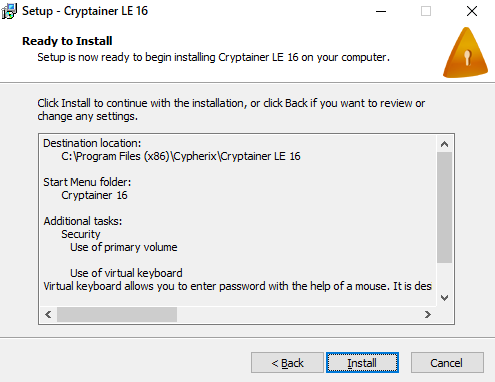 Setup - Cryptainer LE 16
Ready to Install
Setup is now ready to begin installing Cryptainer LE 16 on your computer.
Click Install to continue with the installation, or click Back if you want to review or
change any settings.
Destination location:
C:\Program Files (x86)\Cypherix\Cryptainer LE 16
Start Menu folder:
Cryptainer 16
Additional tasks:
Security
Use of primary volume
Use of virtual keyboard
Virtual keyboard allows you to enter password with the help of a mouse. It is des
< Back
Install
Cancel